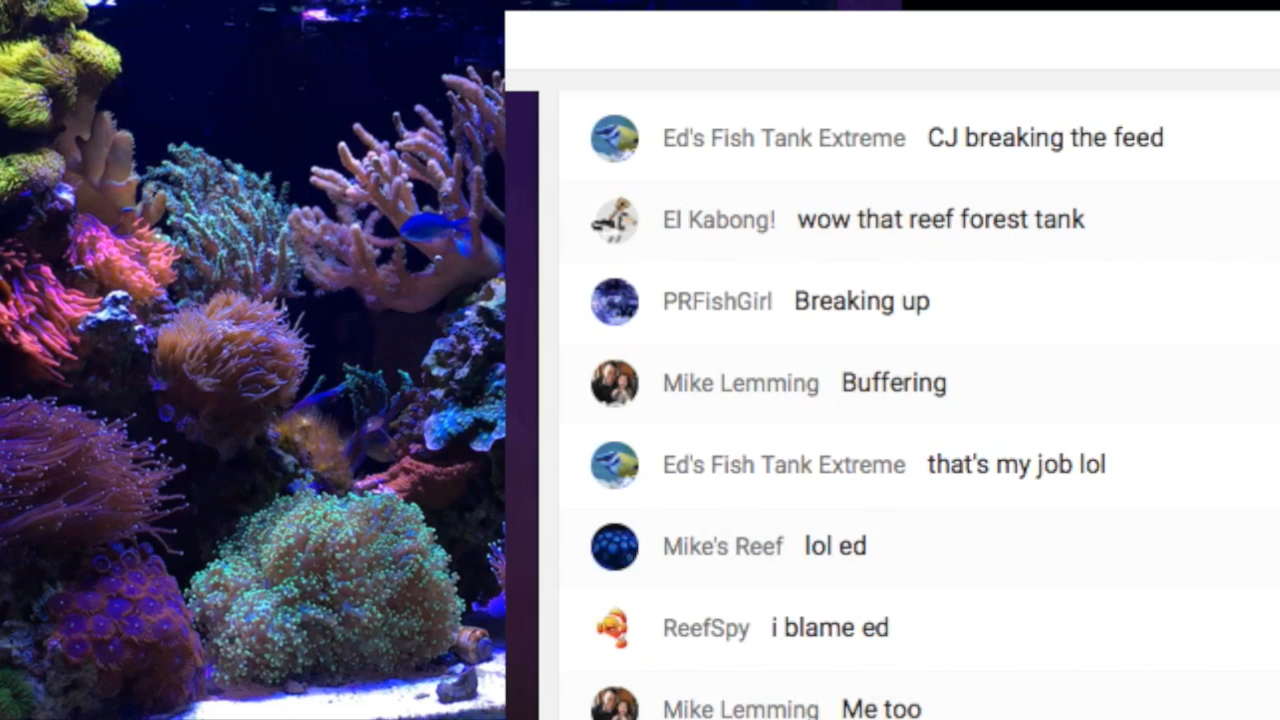 Ed's Fish Tank Extreme CJ breaking the feed
El Kabong! wow that reef forest tank
PRFishGirl Breaking up
Mike Lemming Buffering
Ed's Fish Tank Extreme that's my job lol
Mike's Reef lol ed
ReefSpy i blame ed
Mike Lemming Me too